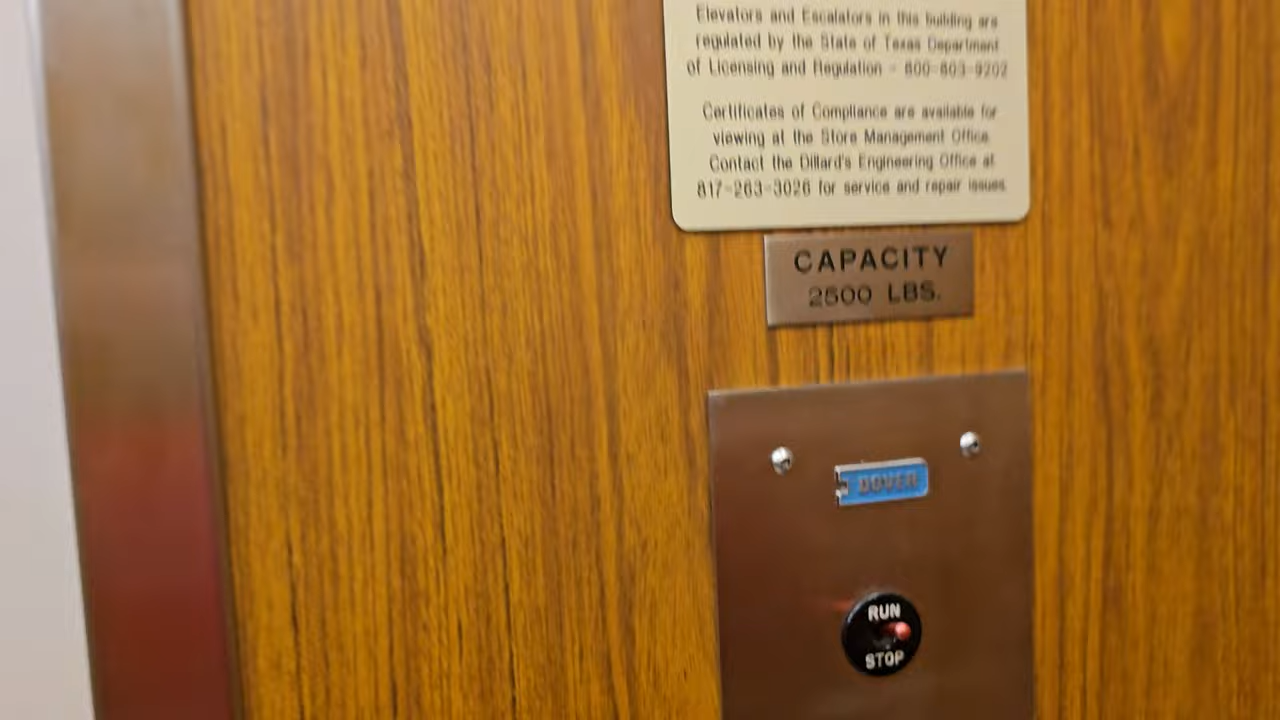 Elevators and Escalators in this building are
regulated by the State of Texas Department
of Licensing and Regulation - 800-803-9202
Certificates of Compliance are available for
viewing at the Store Management Office.
Contact the Dillard's Engineering Office at
817-263-3026 for service and repair issues.
CAPACITY
2500 LBS.
DOVER
RUN
STOP